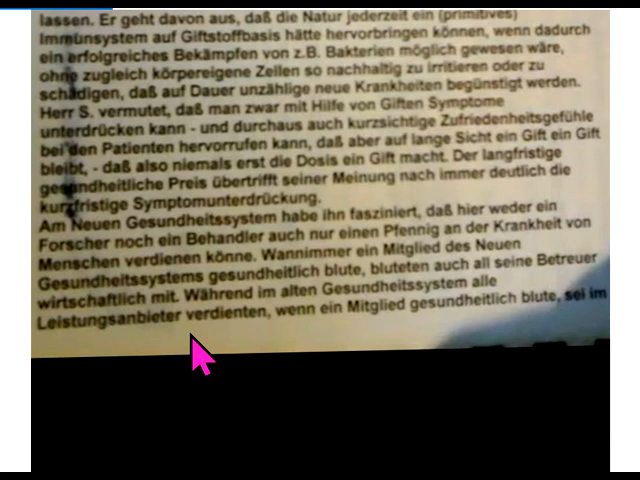 lassen. Er geht davon aus, daß die Natur jederzeit ein (primitives)
Immunsystem auf Giftstoffbasis hätte hervorbringen können, wenn dadurch
ein erfolgreiches Bekämpfen von z.B. Bakterien möglich gewesen wäre,
ohne zugleich körpereigene Zellen so nachhaltig zu irritieren oder zu
schädigen, daß auf Dauer unzählige neue Krankheiten begünstigt werden.
Herr S. vermutet, daß man zwar mit Hilfe von Giften Symptome
unterdrücken kann - und durchaus auch kurzsichtige Zufriedenheitsgefühle
bei den Patienten hervorrufen kann, daß aber auf lange Sicht ein Gift ein Gift
bleibt, - daß also niemals erst die Dosis ein Gift macht. Der langfristige
gesundheitliche Preis übertrifft seiner Meinung nach immer deutlich die
kurzfristige Symptomunterdrückung.
Am Neuen Gesundheitssystem habe ihn fasziniert, daß hier weder ein
Forscher noch ein Behandler auch nur einen Pfennig an der Krankheit von
Menschen verdienen könne. Wannimmer ein Mitglied des Neuen
Gesundheitssystems gesundheitlich blute, bluteten auch all seine Betreuer
wirtschaftlich mit. Während im alten Gesundheitssystem alle
Leistungsanbieter verdienten, wenn ein Mitglied gesundheitlich blute, sei im